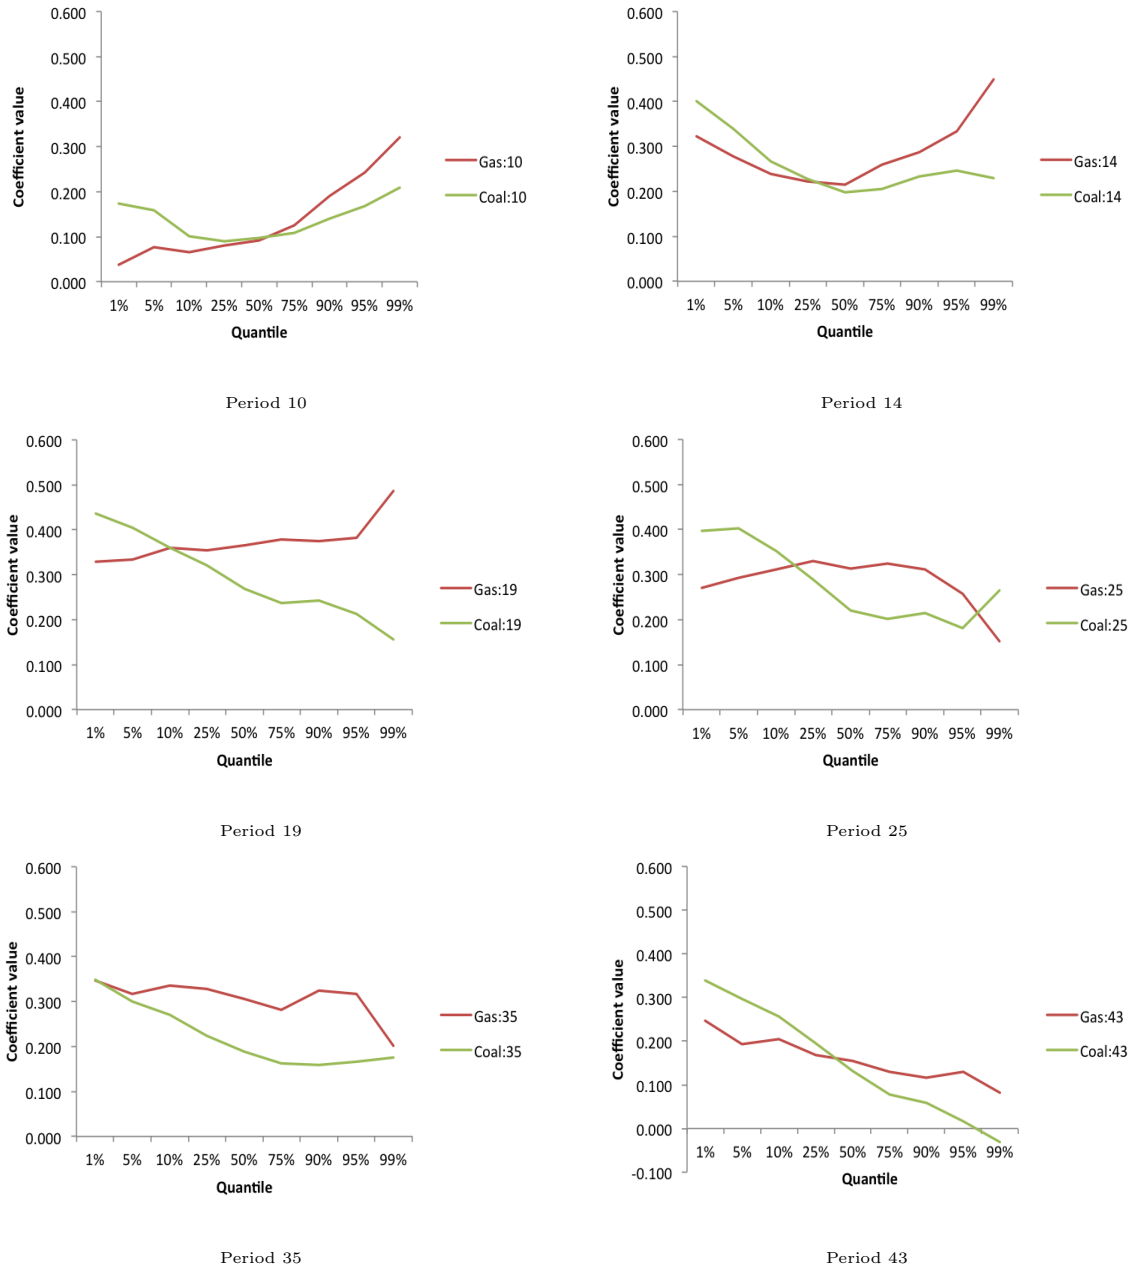 0.600
0.500
0.400
0.300
0.200
0.100
0.000
Coefficient value
1% 5% 10% 25% 50% 75% 90% 95% 99%
Quantile
Gas:10
Coal:10
Period 10
0.600
0.500
0.400
0.300
0.200
0.100
0.000
Coefficient value
1% 5% 10% 25% 50% 75% 90% 95% 99%
Quantile
Gas:14
Coal:14
Period 14
0.600
0.500
0.400
0.300
0.200
0.100
0.000
Coefficient value
1% 5% 10% 25% 50% 75% 90% 95% 99%
Quantile
Gas:19
Coal:19
Period 19
0.600
0.500
0.400
0.300
0.200
0.100
0.000
Coefficient value
1% 5% 10% 25% 50% 75% 90% 95% 99%
Quantile
Gas:25
Coal:25
Period 25
0.600
0.500
0.400
0.300
0.200
0.100
0.000
Coefficient value
1% 5% 10% 25% 50% 75% 90% 95% 99%
Quantile
Gas:35
Coal:35
Period 35
0.600
0.500
0.400
0.300
0.200
0.100
0.000
-0.100
Coefficient value
1% 5% 10% 25% 50% 75% 90% 95% 99%
Quantile
Gas:43
Coal:43
Period 43